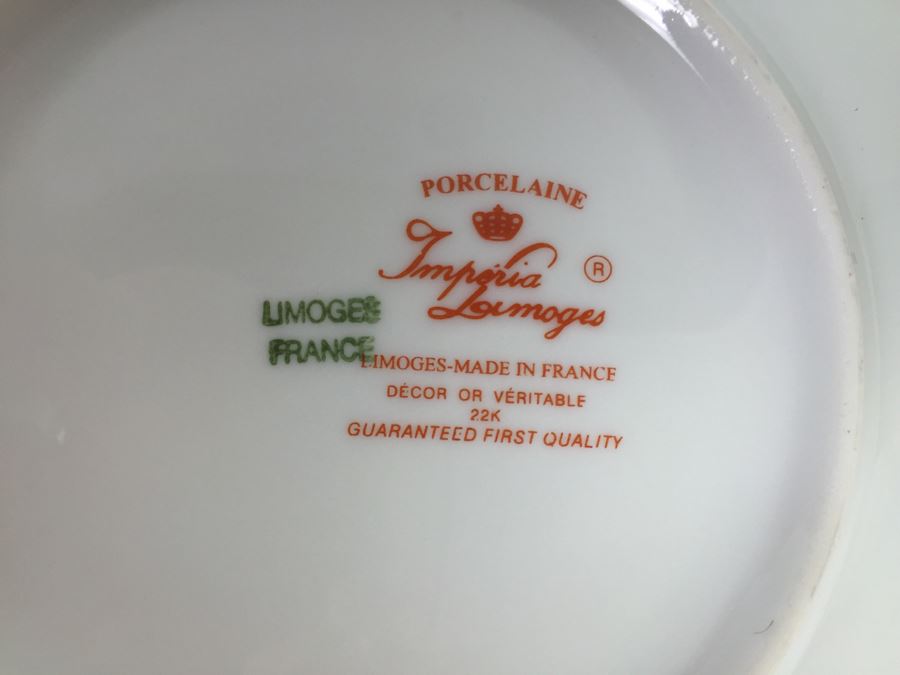 PORCELAINE
Impéria
Limoges ®
LIMOGES
FRANCE
LIMOGES-MADE IN FRANCE
DÉCOR OR VÉRITABLE
22K
GUARANTEED FIRST QUALITY